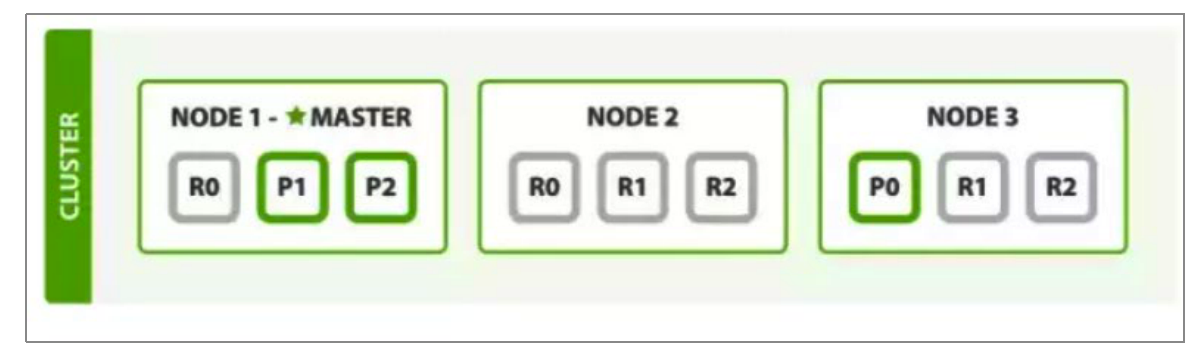 CLUSTER
NODE 1 - ★ MASTER
R0 P1 P2
NODE 2
R0 R1 R2
NODE 3
P0 R1 R2